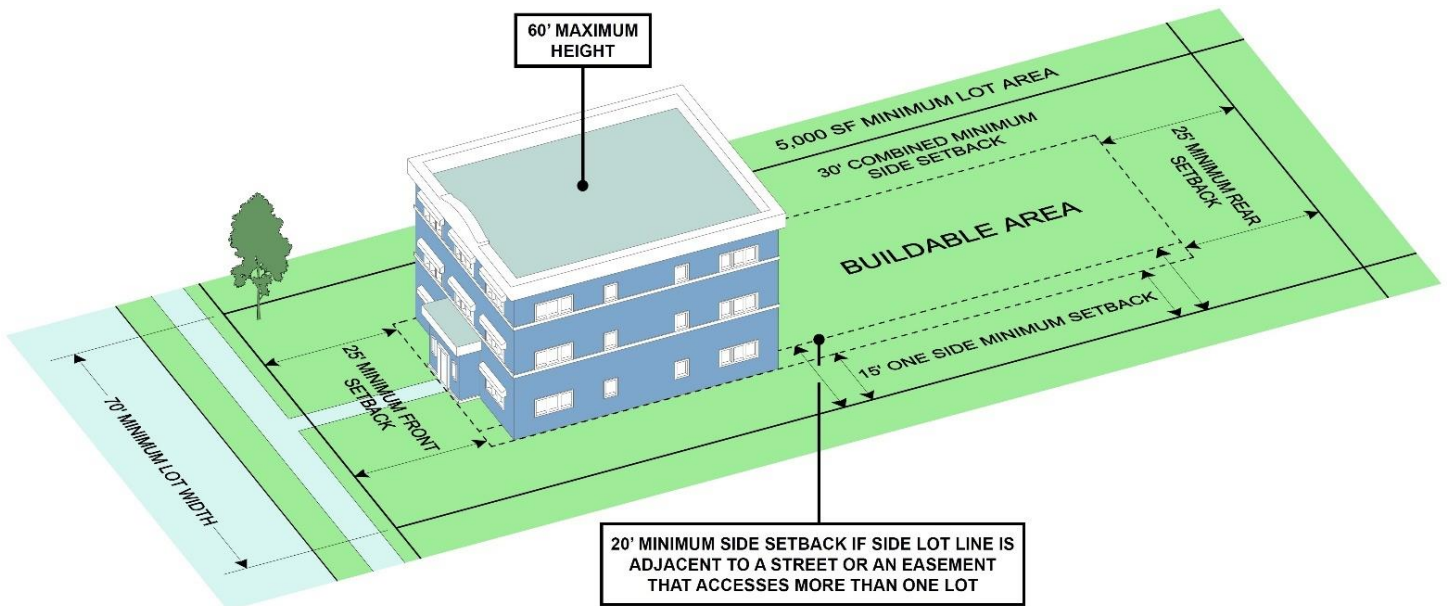 60' MAXIMUM
HEIGHT
5,000 SF MINIMUM LOT AREA
30' COMBINED MINIMUM
SIDE SETBACK
25' MINIMUM REAR
SETBACK
BUILDABLE AREA
15' ONE SIDE MINIMUM SETBACK
25' MINIMUM FRONT
SETBACK
70' MINIMUM LOT WIDTH
20' MINIMUM SIDE SETBACK IF SIDE LOT LINE IS
ADJACENT TO A STREET OR AN EASEMENT
THAT ACCESSES MORE THAN ONE LOT